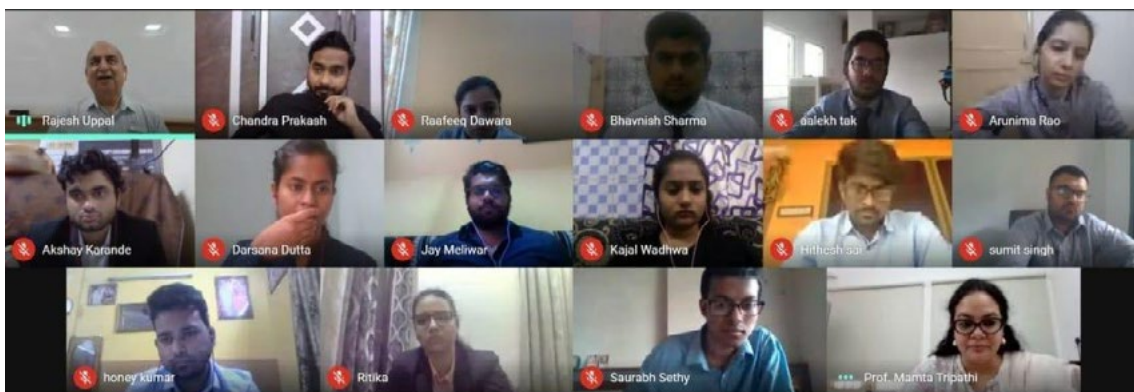 Rajesh Uppal
Chandra Prakash
Raafeeq Dawara
Bhavnish Sharma
aalekh tak
Arunima Rao
Akshay Karande
Darsana Dutta
Jay Meliwar
Kajal Wadhwa
Hithesh sai
sumit singh
honey kumar
Ritika
Saurabh Sethy
Prof. Mamta Tripathi